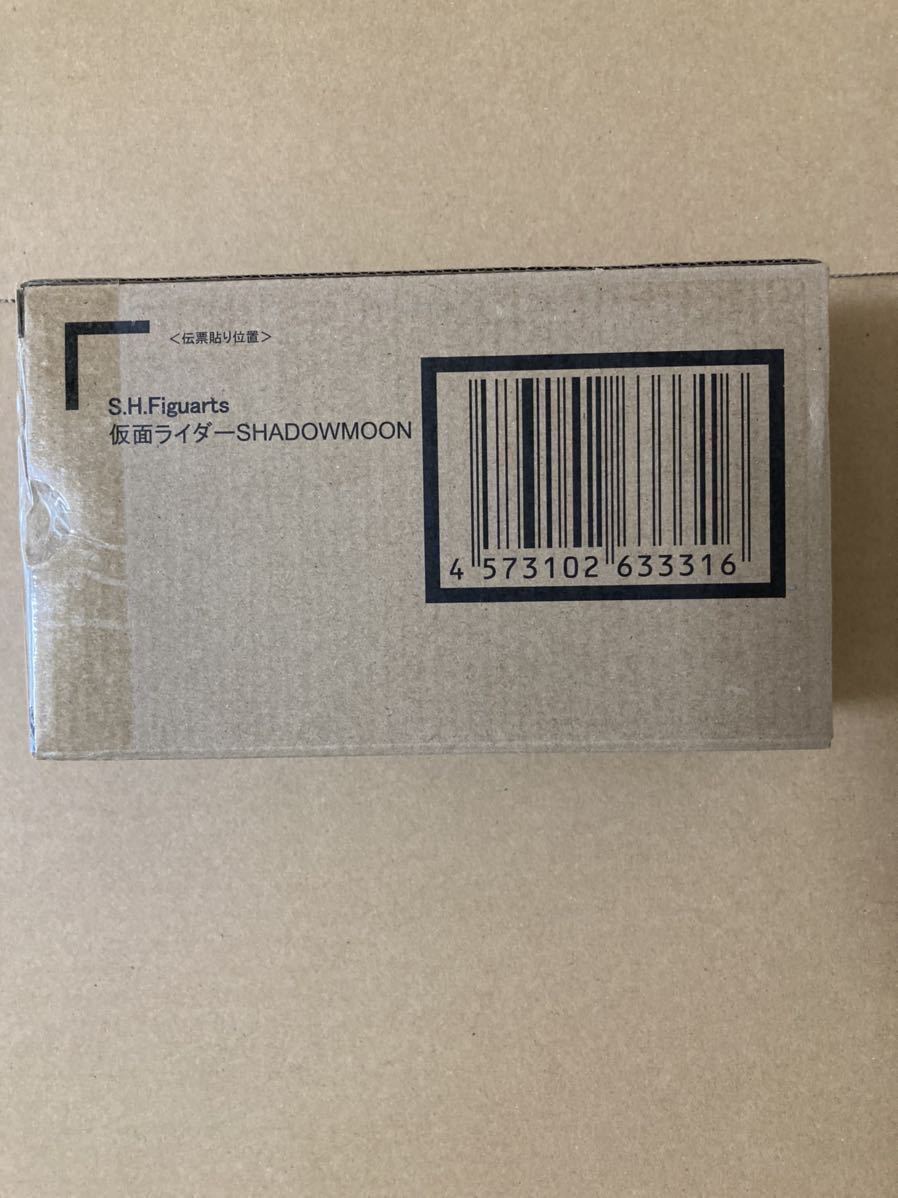 ＜伝票貼り位置＞
S.H.Figuarts
仮面ライダーSHADOWMOON
4 573102 633316